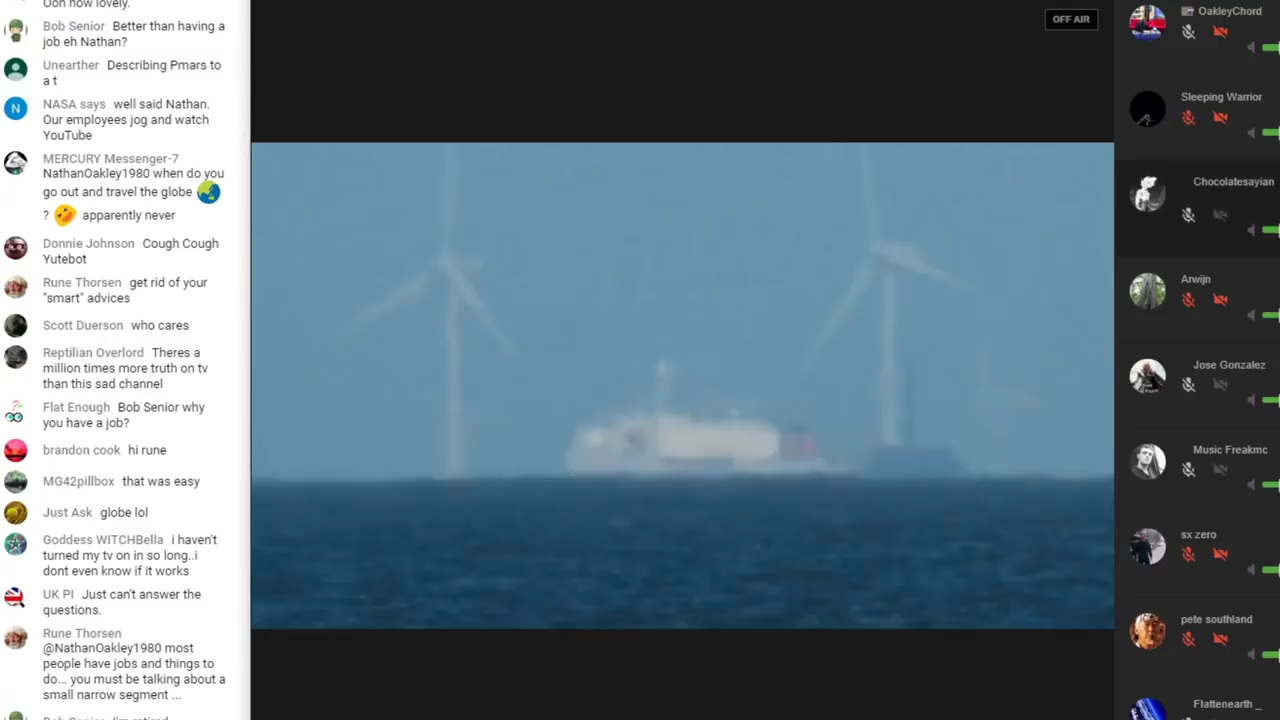 Ooh how lovely.
Bob Senior Better than having a
job eh Nathan?
Unearther Describing Pmars to
a t
N
NASA says well said Nathan.
Our employees jog and watch
YouTube
MERCURY Messenger-7
NathanOakley1980 when do you
go out and travel the globe
? apparently never
Donnie Johnson Cough Cough
Yutebot
Rune Thorsen get rid of your
"smart" advices
Scott Duerson who cares
Reptilian Overlord Theres a
million times more truth on tv
than this sad channel
Flat Enough Bob Senior why
you have a job?
brandon cook hi rune
MG42pillbox that was easy
Just Ask globe lol
Goddess WITCHBella i haven't
turned my tv on in so long..i
dont even know if it works
UK PI Just can't answer the
questions.
Rune Thorsen
@NathanOakley1980 most
people have jobs and things to
do... you must be talking about a
small narrow segment ...
Bob Senior I'm retired
OFF AIR
OakleyChord
Sleeping Warrior
Chocolatesayian
Arwijn
Jose Gonzalez
Music Freakmc
sx zero
pete southland
Flattenearth _